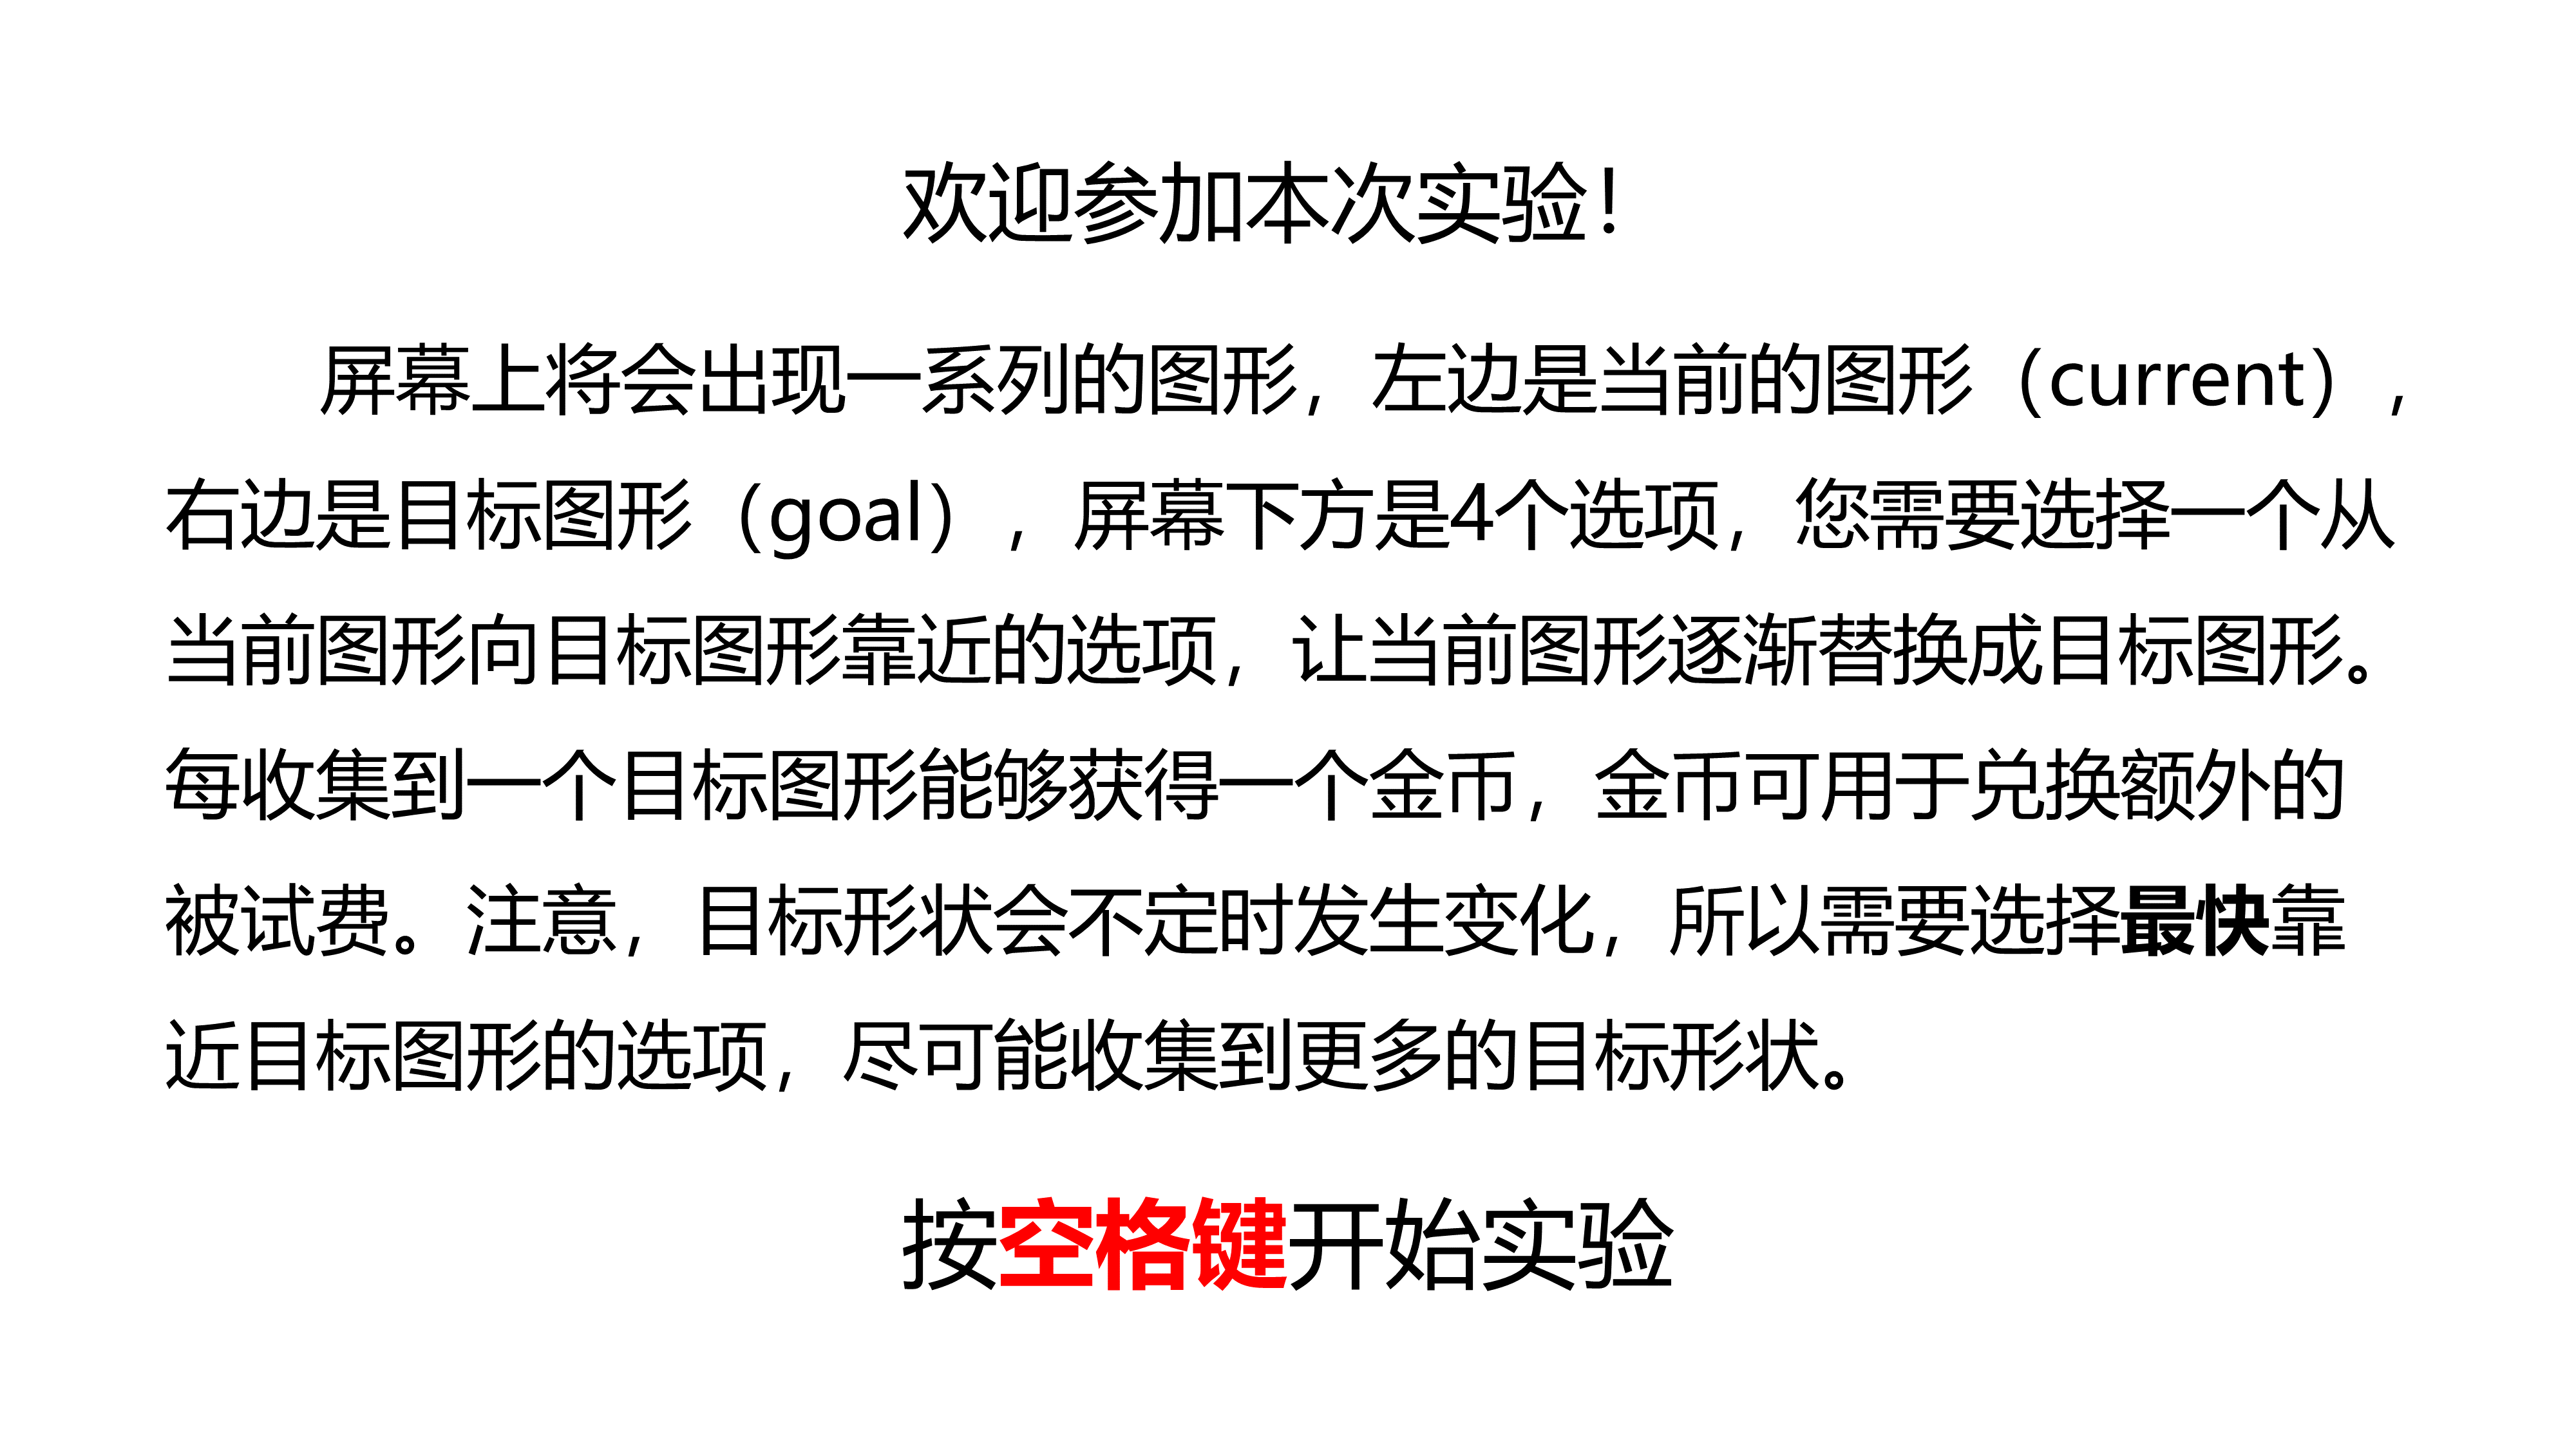 欢迎参加本次实验！
屏幕上将会出现一系列的图形，左边是当前的图形（current），
右边是目标图形（goal），屏幕下方是4个选项，您需要选择一个从
当前图形向目标图形靠近的选项，让当前图形逐渐替换成目标图形。
每收集到一个目标图形能够获得一个金币，金币可用于兑换额外的
被试费。注意，目标形状会不定时发生变化，所以需要选择最快靠
近目标图形的选项，尽可能收集到更多的目标形状。
按空格键开始实验